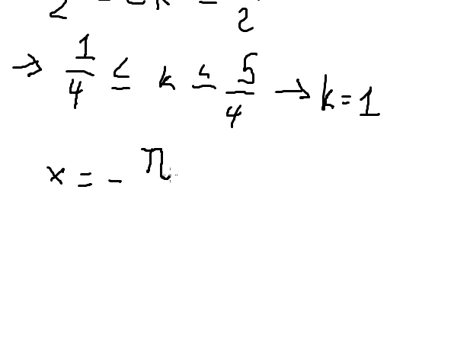 ⇒ 1/4 ≤ k ≤ 5/4 → k = 1
x = - π